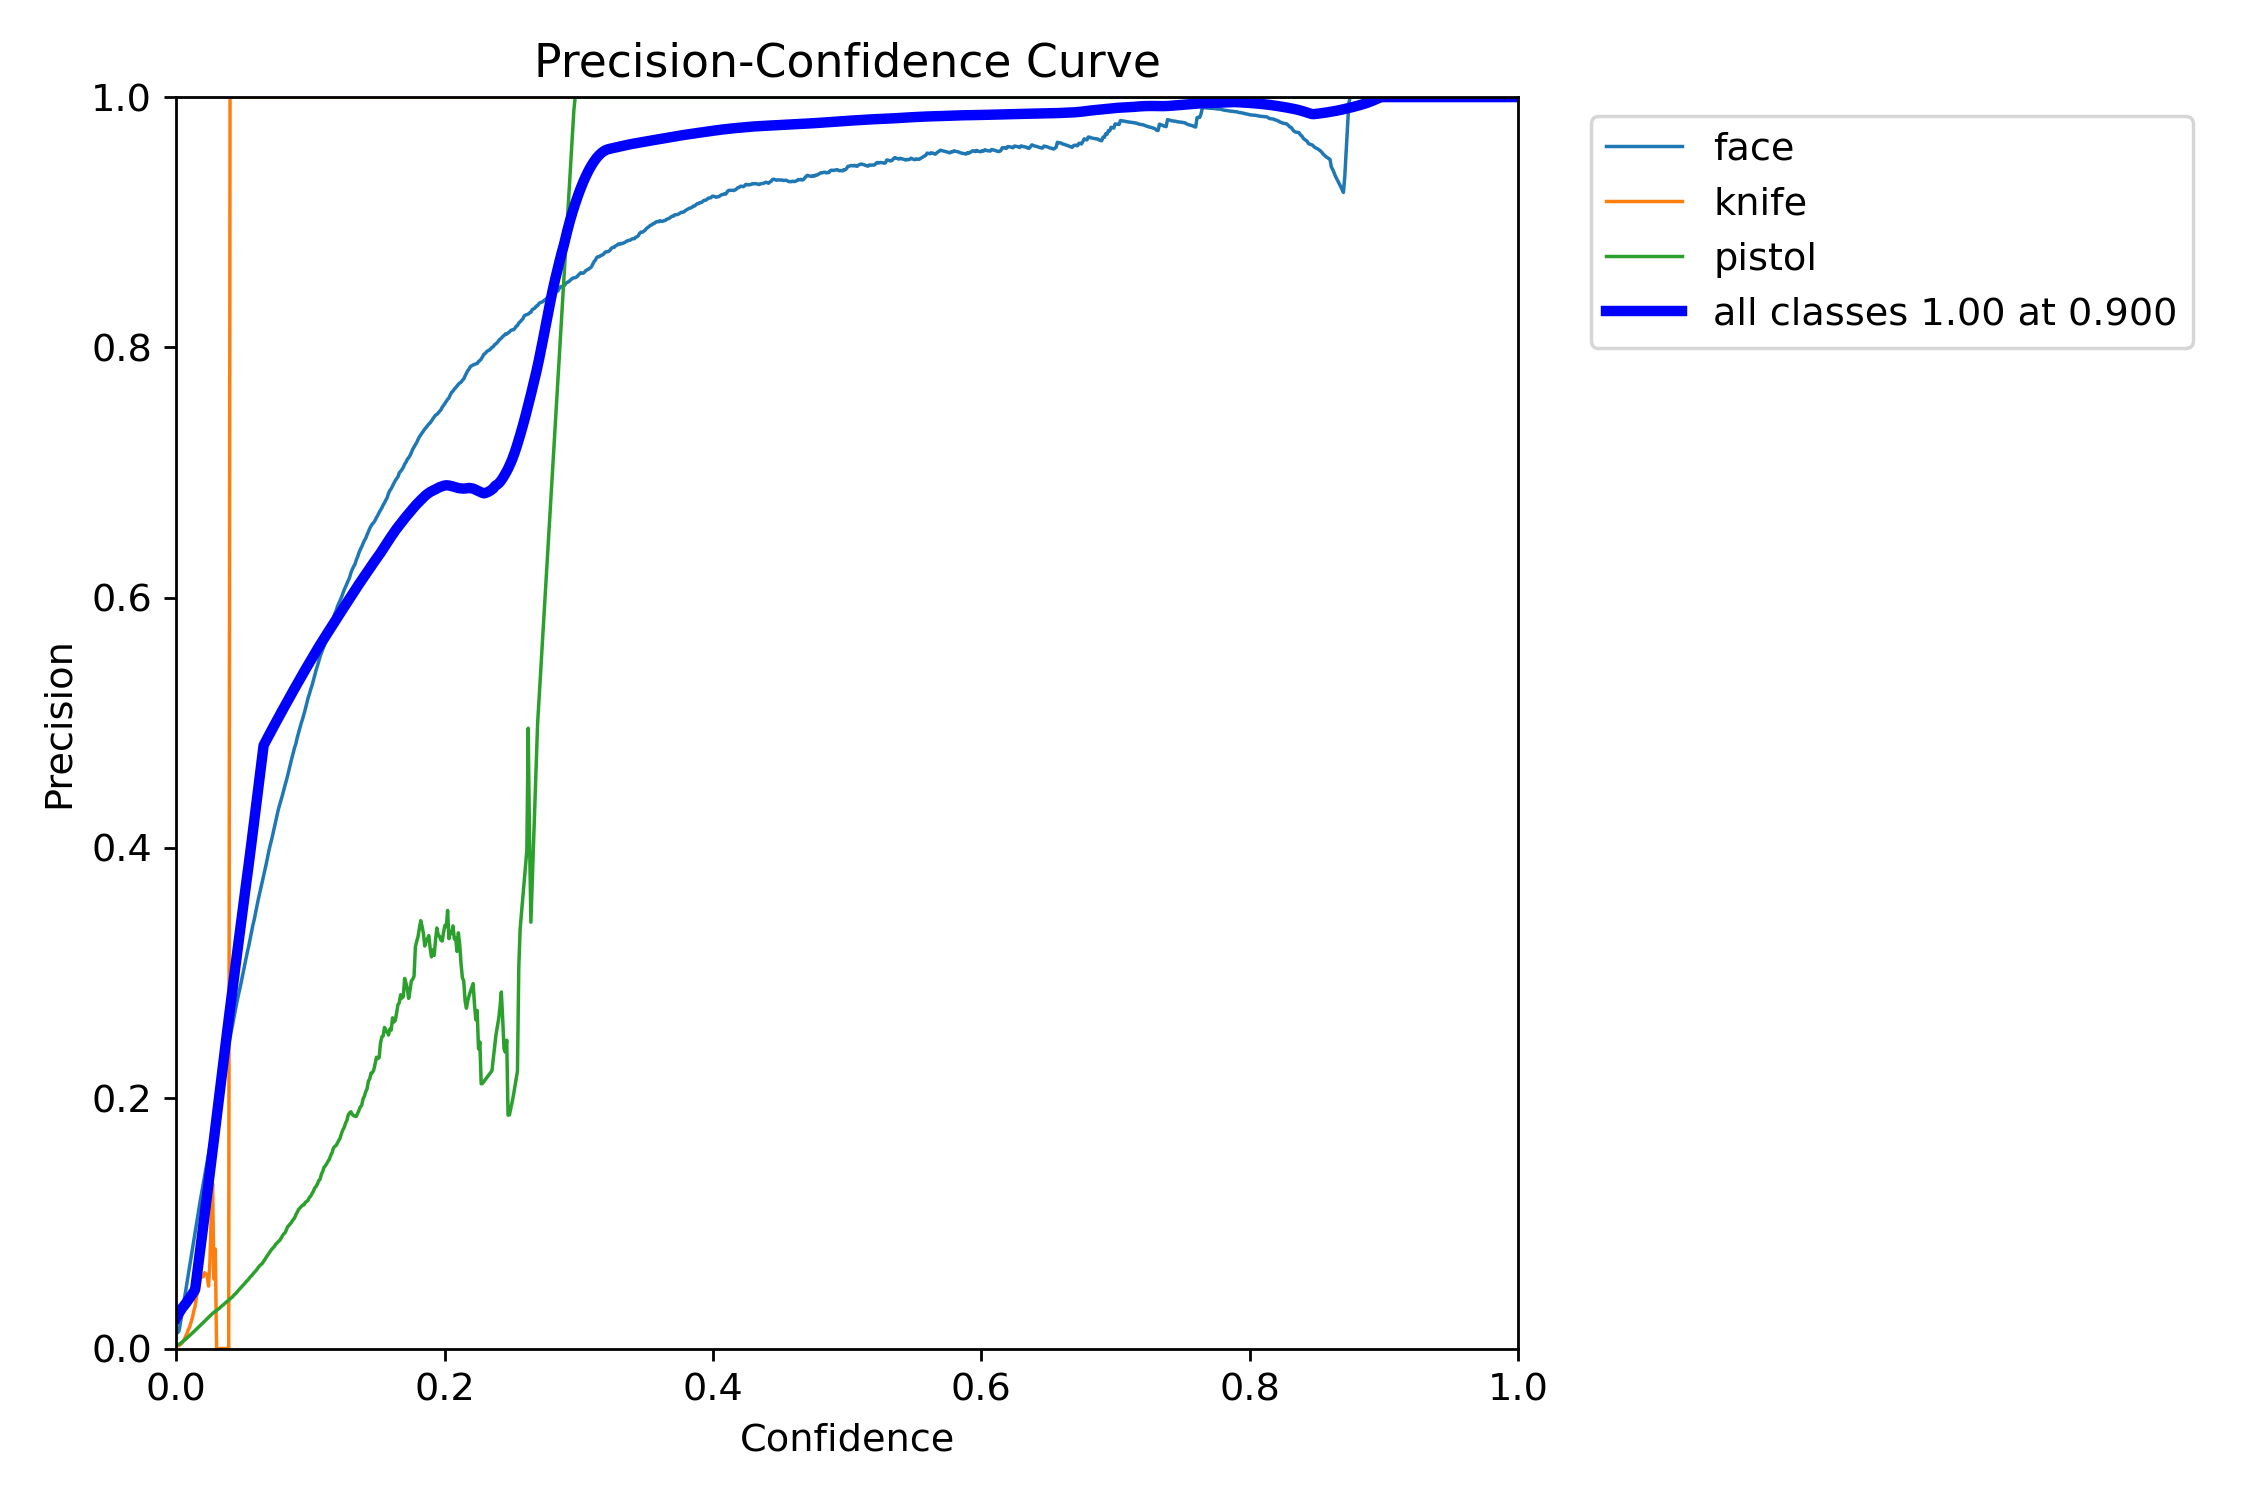 Precision-Confidence Curve
1.0
0.8
0.6
0.4
0.2
0.0
Precision
0.0 0.2 0.4 0.6 0.8 1.0
Confidence
face
knife
pistol
all classes 1.00 at 0.900